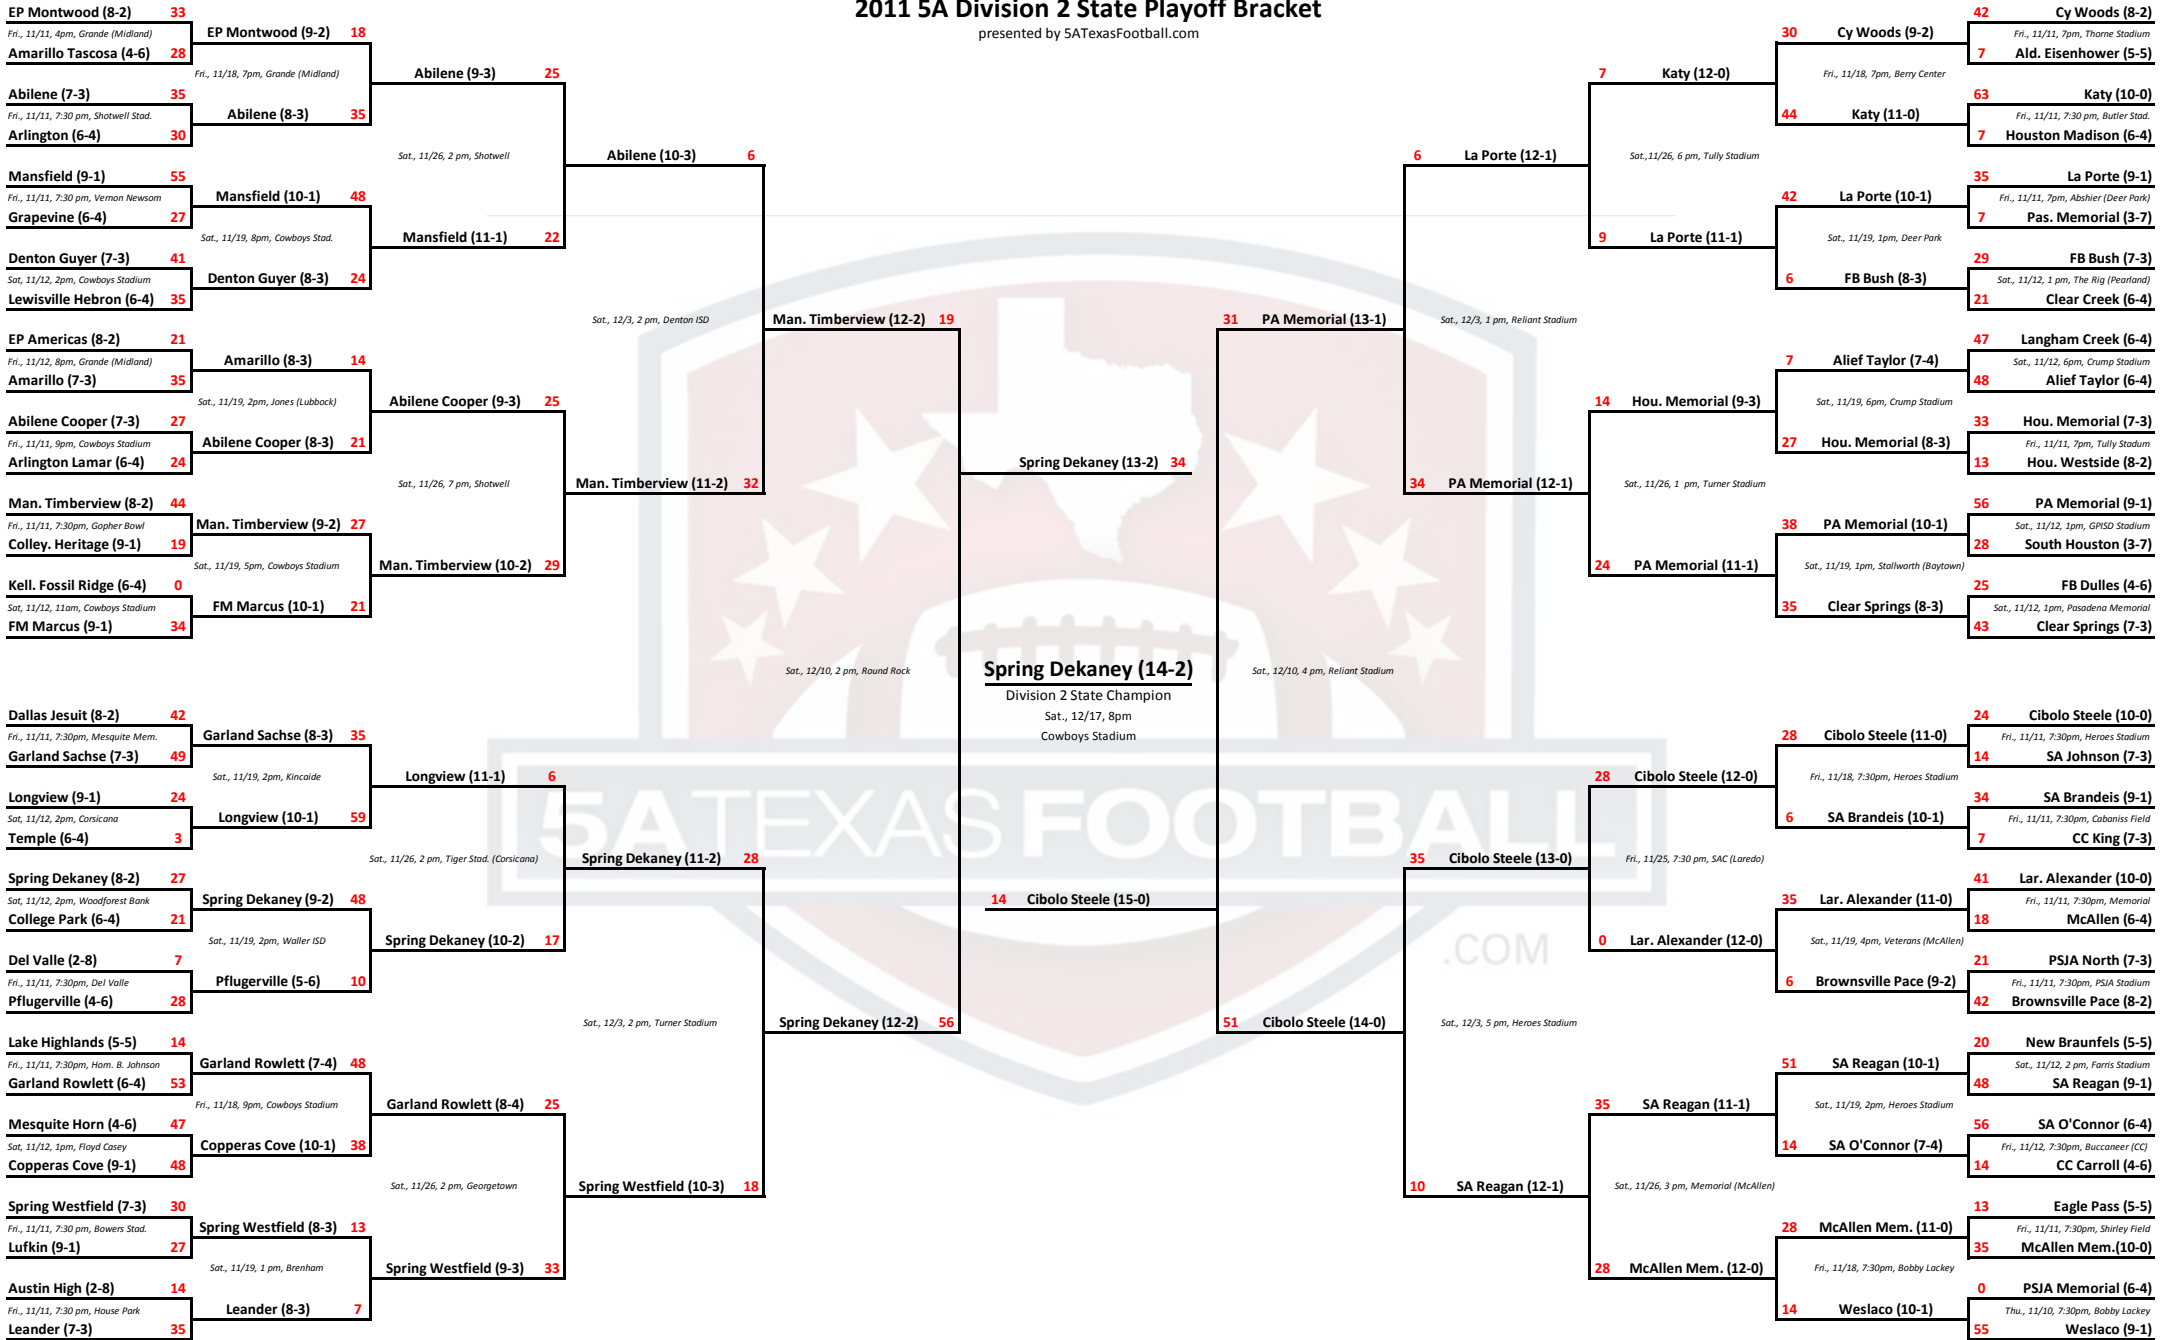 2011 5A Division 2 State Playoff Bracket
presented by 5ATexasFootball.com
EP Montwood (8-2) 33
Fri., 11/11, 4pm, Grande (Midland)
Amarillo Tascosa (4-6) 28
Abilene (7-3) 35
Fri., 11/11, 7:30 pm, Shotwell Stad.
Arlington (6-4) 30
Mansfield (9-1) 55
Fri., 11/11, 7:30 pm, Vernon Newsom
Grapevine (6-4) 27
Denton Guyer (7-3) 41
Sat, 11/12, 2pm, Cowboys Stadium
Lewisville Hebron (6-4) 35
EP Americas (8-2) 21
Fri., 11/12, 8pm, Grande (Midland)
Amarillo (7-3) 35
Abilene Cooper (7-3) 27
Fri., 11/11, 9pm, Cowboys Stadium
Arlington Lamar (6-4) 24
Man. Timberview (8-2) 44
Fri., 11/11, 7:30pm, Gopher Bowl
Colley. Heritage (9-1) 19
Kell. Fossil Ridge (6-4) 0
Sat, 11/12, 11am, Cowboys Stadium
FM Marcus (9-1) 34
EP Montwood (9-2) 18
Fri., 11/18, 7pm, Grande (Midland)
Abilene (8-3) 35
Mansfield (10-1) 48
Sat., 11/19, 8pm, Cowboys Stad.
Denton Guyer (8-3) 24
Amarillo (8-3) 14
Sat., 11/19, 2pm, Jones (Lubbock)
Abilene Cooper (8-3) 21
Man. Timberview (9-2) 27
Sat., 11/19, 5pm, Cowboys Stadium
FM Marcus (10-1) 21
Abilene (9-3) 25
Sat., 11/26, 2 pm, Shotwell
Mansfield (11-1) 22
Abilene Cooper (9-3) 25
Sat., 11/26, 7 pm, Shotwell
Man. Timberview (10-2) 29
Abilene (10-3) 6
Sat., 12/3, 2 pm, Denton ISD
Man. Timberview (11-2) 32
Man. Timberview (12-2) 19
Sat., 12/10, 2 pm, Round Rock
Dallas Jesuit (8-2) 42
Fri., 11/11, 7:30pm, Mesquite Mem.
Garland Sachse (7-3) 49
Longview (9-1) 24
Sat, 11/12, 2pm, Corsicana
Temple (6-4) 3
Spring Dekaney (8-2) 27
Sat, 11/12, 2pm, Woodforest Bank
College Park (6-4) 21
Del Valle (2-8) 7
Fri., 11/11, 7:30pm, Del Valle
Pflugerville (4-6) 28
Lake Highlands (5-5) 14
Fri., 11/11, 7:30pm, Hom. B. Johnson
Garland Rowlett (6-4) 53
Mesquite Horn (4-6) 47
Sat, 11/12, 1pm, Floyd Casey
Copperas Cove (9-1) 48
Spring Westfield (7-3) 30
Fri., 11/11, 7:30 pm, Bowers Stad.
Lufkin (9-1) 27
Austin High (2-8) 14
Fri., 11/11, 7:30 pm, House Park
Leander (7-3) 35
Garland Sachse (8-3) 35
Sat., 11/19, 2pm, Kincaide
Longview (10-1) 59
Spring Dekaney (9-2) 48
Sat., 11/19, 2pm, Waller ISD
Pflugerville (5-6) 10
Garland Rowlett (7-4) 48
Fri., 11/18, 9pm, Cowboys Stadium
Copperas Cove (10-1) 38
Spring Westfield (8-3) 13
Sat., 11/19, 1 pm, Brenham
Leander (8-3) 7
Longview (11-1) 6
Sat., 11/26, 2 pm, Tiger Stad. (Corsicana)
Spring Dekaney (10-2) 17
Garland Rowlett (8-4) 25
Sat., 11/26, 2 pm, Georgetown
Spring Westfield (9-3) 33
Spring Dekaney (11-2) 28
Sat., 12/3, 2 pm, Turner Stadium
Spring Westfield (10-3) 18
Spring Dekaney (12-2) 56
Spring Dekaney (13-2) 34
Spring Dekaney (14-2)
Division 2 State Champion
Sat., 12/17, 8pm
Cowboys Stadium
14 Cibolo Steele (15-0)
5ATEXASFOOTBALL
.COM
31 PA Memorial (13-1)
Sat., 12/10, 4 pm, Reliant Stadium
51 Cibolo Steele (14-0)
6 La Porte (12-1)
Sat., 12/3, 1 pm, Reliant Stadium
34 PA Memorial (12-1)
7 Katy (12-0)
Sat.,11/26, 6 pm, Tully Stadium
9 La Porte (11-1)
14 Hou. Memorial (9-3)
Sat., 11/26, 1 pm, Turner Stadium
24 PA Memorial (11-1)
30 Cy Woods (9-2)
Fri., 11/18, 7pm, Berry Center
44 Katy (11-0)
42 La Porte (10-1)
Sat., 11/19, 1pm, Deer Park
6 FB Bush (8-3)
7 Alief Taylor (7-4)
Sat., 11/19, 6pm, Crump Stadium
27 Hou. Memorial (8-3)
38 PA Memorial (10-1)
Sat., 11/19, 1pm, Stallworth (Baytown)
35 Clear Springs (8-3)
42 Cy Woods (8-2)
Fri., 11/11, 7pm, Thorne Stadium
7 Ald. Eisenhower (5-5)
63 Katy (10-0)
Fri., 11/11, 7:30 pm, Butler Stad.
7 Houston Madison (6-4)
35 La Porte (9-1)
Fri., 11/11, 7pm, Abshier (Deer Park)
7 Pas. Memorial (3-7)
29 FB Bush (7-3)
Sat., 11/12, 1 pm, The Rig (Pearland)
21 Clear Creek (6-4)
47 Langham Creek (6-4)
Sat., 11/12, 6pm, Crump Stadium
48 Alief Taylor (6-4)
33 Hou. Memorial (7-3)
Fri., 11/11, 7pm, Tully Stadum
13 Hou. Westside (8-2)
56 PA Memorial (9-1)
Sat., 11/12, 1pm, GPISD Stadium
28 South Houston (3-7)
25 FB Dulles (4-6)
Sat., 11/12, 1pm, Pasadena Memorial
43 Clear Springs (7-3)
35 Cibolo Steele (13-0)
Sat., 12/3, 5 pm, Heroes Stadium
10 SA Reagan (12-1)
28 Cibolo Steele (12-0)
Fri., 11/25, 7:30 pm, SAC (Laredo)
0 Lar. Alexander (12-0)
35 SA Reagan (11-1)
Sat., 11/26, 3 pm, Memorial (McAllen)
28 McAllen Mem. (12-0)
28 Cibolo Steele (11-0)
Fri., 11/18, 7:30pm, Heroes Stadium
6 SA Brandeis (10-1)
35 Lar. Alexander (11-0)
Sat., 11/19, 4pm, Veterans (McAllen)
6 Brownsville Pace (9-2)
51 SA Reagan (10-1)
Sat., 11/19, 2pm, Heroes Stadium
14 SA O'Connor (7-4)
28 McAllen Mem. (11-0)
Fri., 11/18, 7:30pm, Bobby Lackey
14 Weslaco (10-1)
24 Cibolo Steele (10-0)
Fri., 11/11, 7:30pm, Heroes Stadium
14 SA Johnson (7-3)
34 SA Brandeis (9-1)
Fri., 11/11, 7:30pm, Cabaniss Field
7 CC King (7-3)
41 Lar. Alexander (10-0)
Fri., 11/11, 7:30pm, Memorial
18 McAllen (6-4)
21 PSJA North (7-3)
Fri., 11/11, 7:30pm, PSJA Stadium
42 Brownsville Pace (8-2)
20 New Braunfels (5-5)
Sat., 11/12, 2 pm, Farris Stadium
48 SA Reagan (9-1)
56 SA O'Connor (6-4)
Fri., 11/12, 7:30pm, Buccaneer (CC)
14 CC Carroll (4-6)
13 Eagle Pass (5-5)
Fri., 11/11, 7:30pm, Shirley Field
35 McAllen Mem.(10-0)
0 PSJA Memorial (6-4)
Thu., 11/10, 7:30pm, Bobby Lackey
55 Weslaco (9-1)